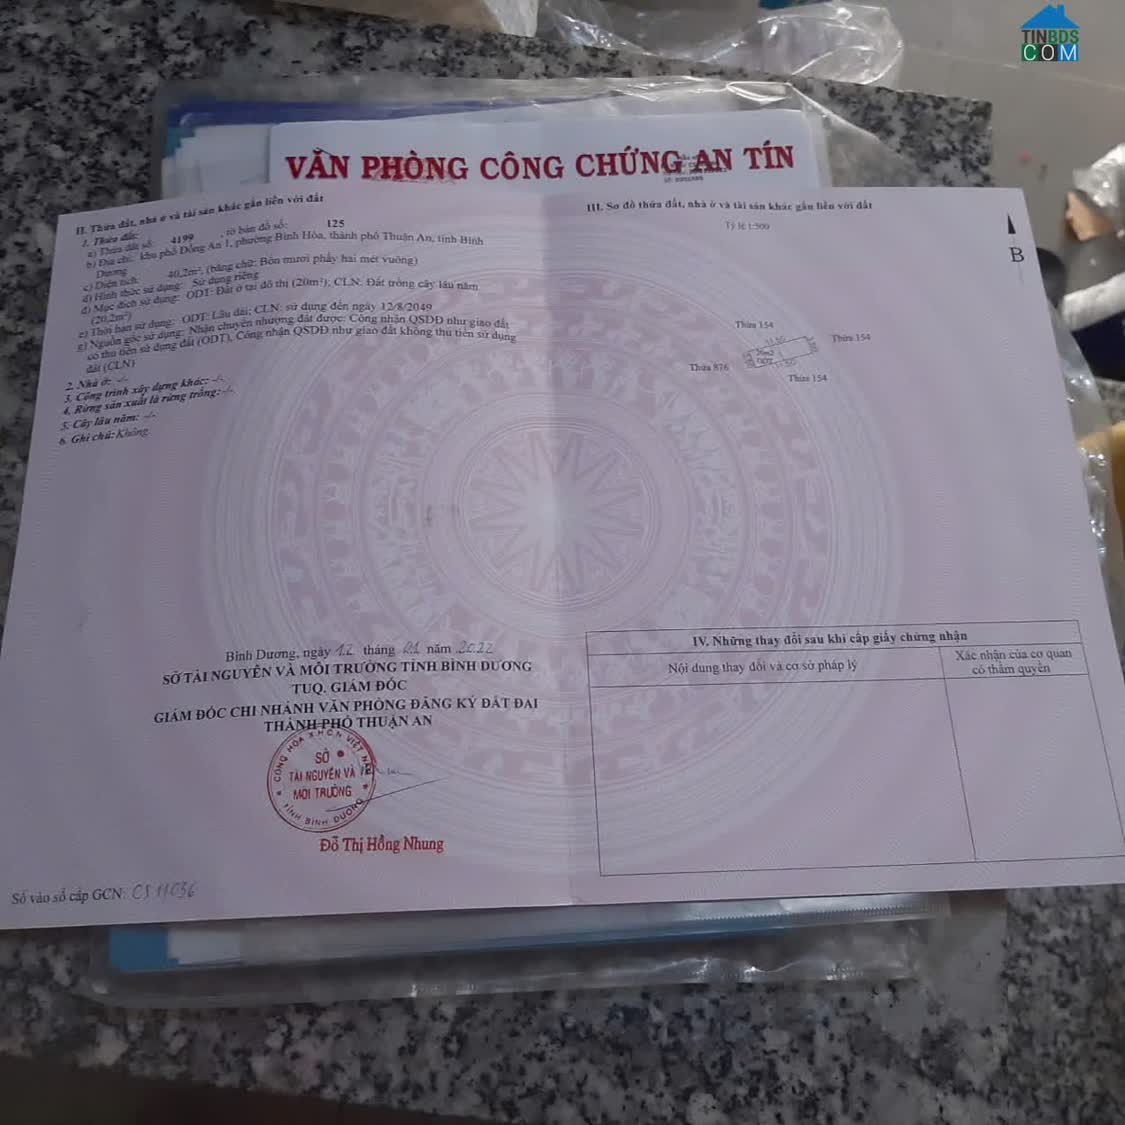 TINBDS
COM
VĂN PHÒNG CÔNG CHỨNG AN TÍN
II. Thửa đất, nhà ở và tài sản khác gắn liền với đất
1. Thửa đất:
a) Thửa đất số: 4199 , tờ bản đồ số: 125
b) Địa chỉ: khu phố Đồng An 1, phường Bình Hòa, thành phố Thuận An, tỉnh Bình
Dương
c) Diện tích: 40,2m², (bằng chữ: Bốn mươi phẩy hai mét vuông)
d) Hình thức sử dụng: Sử dụng riêng
đ) Mục đích sử dụng: ODT: Đất ở tại đô thị (20m²); CLN: Đất trồng cây lâu năm
(20,2m²)
e) Thời hạn sử dụng: ODT: Lâu dài; CLN: sử dụng đến ngày 12/8/2049
g) Nguồn gốc sử dụng: Nhận chuyển nhượng đất được: Công nhận QSDĐ như giao đất
có thu tiền sử dụng đất (ODT), Công nhận QSDĐ như giao đất không thu tiền sử dụng
đất (CLN)
2. Nhà ở: -/-
3. Công trình xây dựng khác: -/-
4. Rừng sản xuất là rừng trồng: -/-
5. Cây lâu năm: -/-
6. Ghi chú: Không
Bình Dương, ngày 12 tháng 01 năm 2022
SỞ TÀI NGUYÊN VÀ MÔI TRƯỜNG TỈNH BÌNH DƯƠNG
TUQ. GIÁM ĐỐC
GIÁM ĐỐC CHI NHÁNH VĂN PHÒNG ĐĂNG KÝ ĐẤT ĐAI
THÀNH PHỐ THUẬN AN
CỘNG HÒA X.H.C.N VIỆT NAM
SỞ
TÀI NGUYÊN VÀ
MÔI TRƯỜNG
TỈNH BÌNH DƯƠNG
Đỗ Thị Hồng Nhung
Số vào sổ cấp GCN: CS 11036
III. Sơ đồ thửa đất, nhà ở và tài sản khác gắn liền với đất
Tỷ lệ 1:500
B
Thửa 154
Thửa 154
Thửa 876
Thửa 154
IV. Những thay đổi sau khi cấp giấy chứng nhận
Nội dung thay đổi và cơ sở pháp lý
Xác nhận của cơ quan
có thẩm quyền